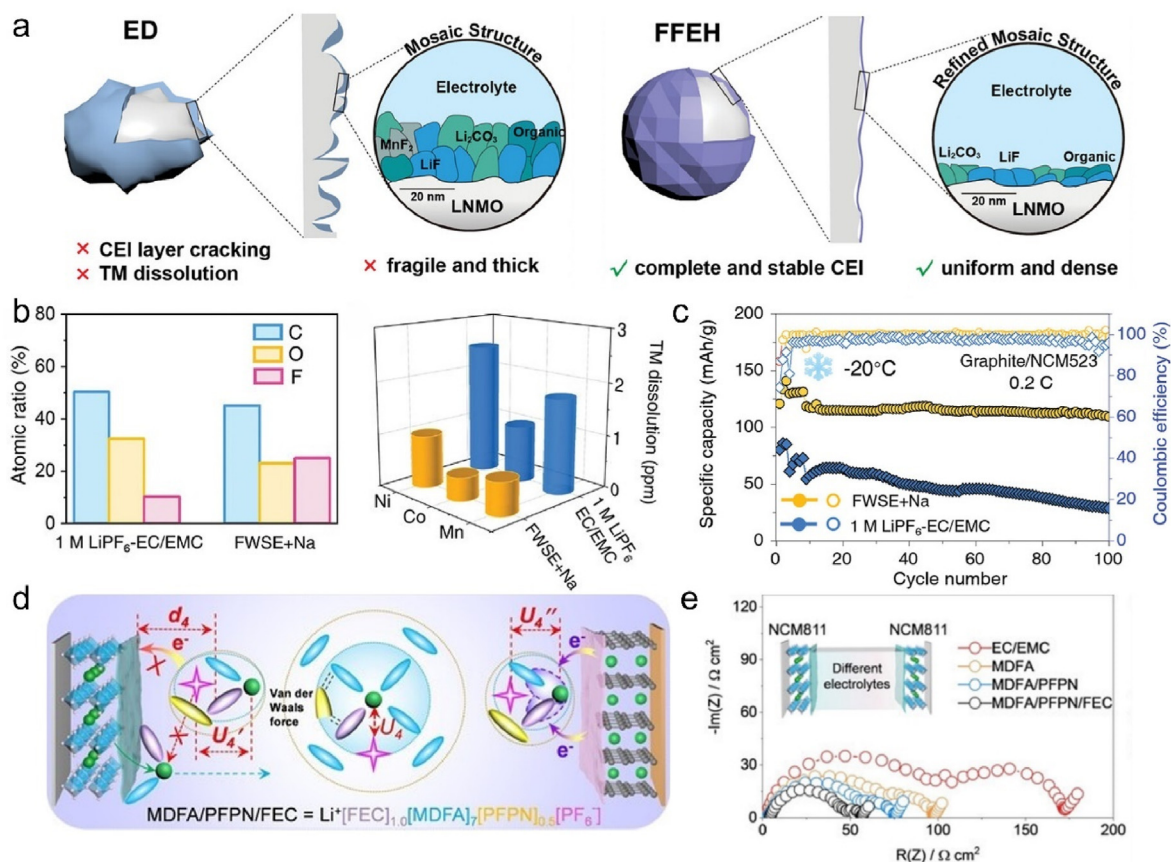 a
ED
Mosaic Structure
Electrolyte
MnF₂
Li₂CO₃
Organic
LiF
20 nm
LNMO
× CEI layer cracking
× TM dissolution
× fragile and thick
FFEH
Refined Mosaic Structure
Electrolyte
Li₂CO₃
LiF
Organic
20 nm
LNMO
✓ complete and stable CEI
✓ uniform and dense
b
Atomic ratio (%)
80
60
40
20
0
C
O
F
1 M LiPF₆-EC/EMC
FWSE+Na
3
2
1
0
TM dissolution (ppm)
Ni
Co
Mn
FWSE+Na
1 M LiPF₆
EC/EMC
c
Specific capacity (mAh/g)
200
150
100
50
0
-20°C
Graphite/NCM523
0.2 C
FWSE+Na
1 M LiPF₆-EC/EMC
0 20 40 60 80 100
Cycle number
100
80
60
40
20
0
Coulombic efficiency (%)
d
d₄
e⁻
U₄'
Van der
Waals
force
U₄
U₄''
e⁻
e⁻
MDFA/PFPN/FEC = Li⁺[FEC]₁.₀[MDFA]₇[PFPN]₀.₅[PF₆⁻]
e
-Im(Z) / Ω cm²
120
90
60
30
0
NCM811
NCM811
Different
electrolytes
EC/EMC
MDFA
MDFA/PFPN
MDFA/PFPN/FEC
0 50 100 150 200
R(Z) / Ω cm²